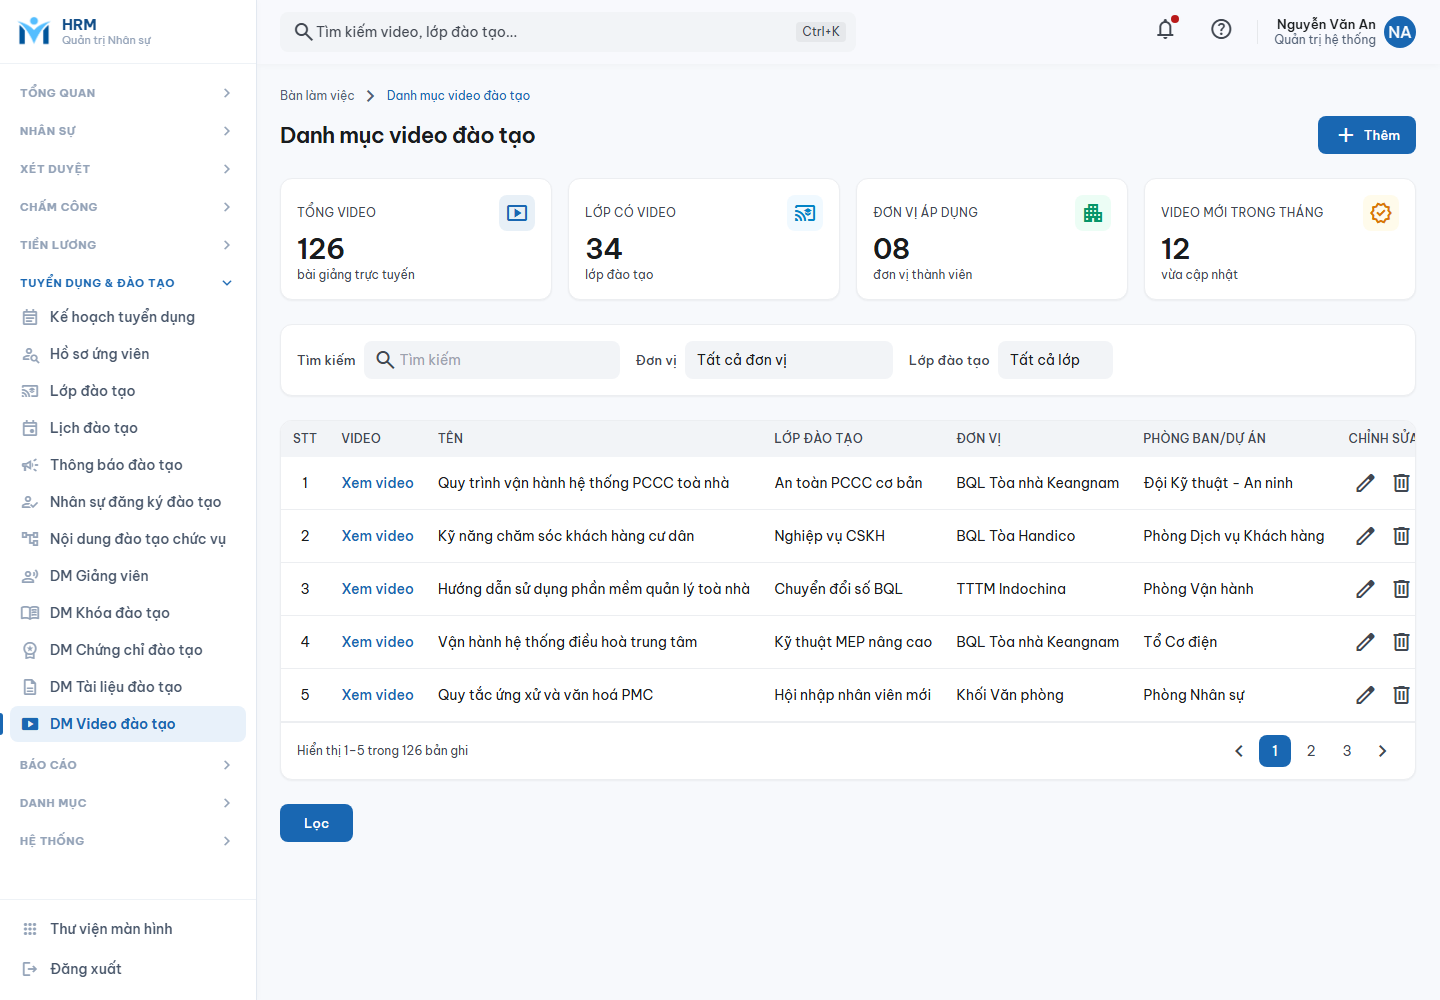 HRM
Quản trị Nhân sự
TỔNG QUAN
NHÂN SỰ
XÉT DUYỆT
CHẤM CÔNG
TIỀN LƯƠNG
TUYỂN DỤNG & ĐÀO TẠO
Kế hoạch tuyển dụng
Hồ sơ ứng viên
Lớp đào tạo
Lịch đào tạo
Thông báo đào tạo
Nhân sự đăng ký đào tạo
Nội dung đào tạo chức vụ
DM Giảng viên
DM Khóa đào tạo
DM Chứng chỉ đào tạo
DM Tài liệu đào tạo
DM Video đào tạo
BÁO CÁO
DANH MỤC
HỆ THỐNG
Thư viện màn hình
Đăng xuất
Tìm kiếm video, lớp đào tạo... Ctrl+K
Nguyễn Văn An
Quản trị hệ thống
NA
Bàn làm việc Danh mục video đào tạo
Danh mục video đào tạo
Thêm
TỔNG VIDEO
126
bài giảng trực tuyến
LỚP CÓ VIDEO
34
lớp đào tạo
ĐƠN VỊ ÁP DỤNG
08
đơn vị thành viên
VIDEO MỚI TRONG THÁNG
12
vừa cập nhật
Tìm kiếm Tìm kiếm Đơn vị Tất cả đơn vị Lớp đào tạo Tất cả lớp
STT VIDEO TÊN LỚP ĐÀO TẠO ĐƠN VỊ PHÒNG BAN/DỰ ÁN CHỈNH SỬA
1 Xem video Quy trình vận hành hệ thống PCCC toà nhà An toàn PCCC cơ bản BQL Tòa nhà Keangnam Đội Kỹ thuật - An ninh
2 Xem video Kỹ năng chăm sóc khách hàng cư dân Nghiệp vụ CSKH BQL Tòa Handico Phòng Dịch vụ Khách hàng
3 Xem video Hướng dẫn sử dụng phần mềm quản lý toà nhà Chuyển đổi số BQL TTTM Indochina Phòng Vận hành
4 Xem video Vận hành hệ thống điều hoà trung tâm Kỹ thuật MEP nâng cao BQL Tòa nhà Keangnam Tổ Cơ điện
5 Xem video Quy tắc ứng xử và văn hoá PMC Hội nhập nhân viên mới Khối Văn phòng Phòng Nhân sự
Hiển thị 1-5 trong 126 bản ghi 1 2 3
Lọc